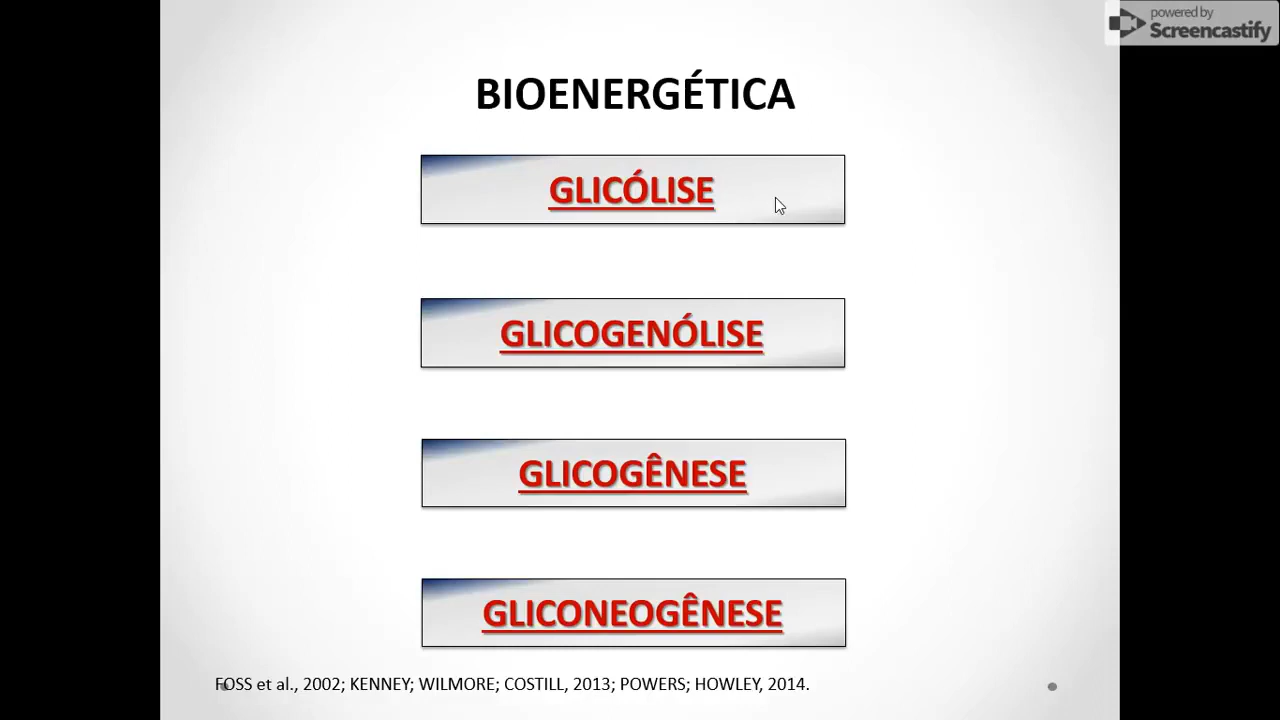 powered by
Screencastify
BIOENERGÉTICA
GLICÓLISE
GLICOGENÓLISE
GLICOGÊNESE
GLICONEOGÊNESE
FOSS et al., 2002; KENNEY; WILMORE; COSTILL, 2013; POWERS; HOWLEY, 2014.